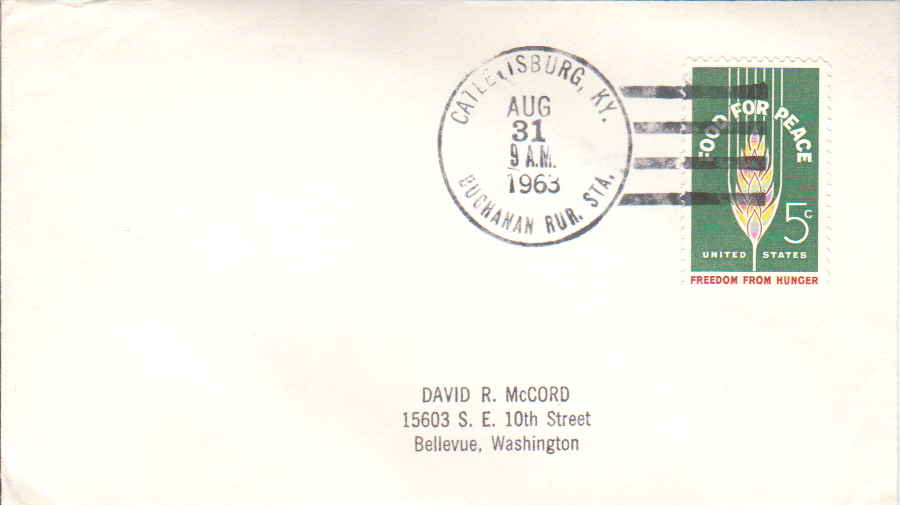 CATLETTSBURG, KY.
AUG
31
9 A.M.
1963
BUCHANAN RUR. STA.
FOOD FOR PEACE
5c
UNITED STATES
FREEDOM FROM HUNGER
DAVID R. McCORD
15603 S. E. 10th Street
Bellevue, Washington